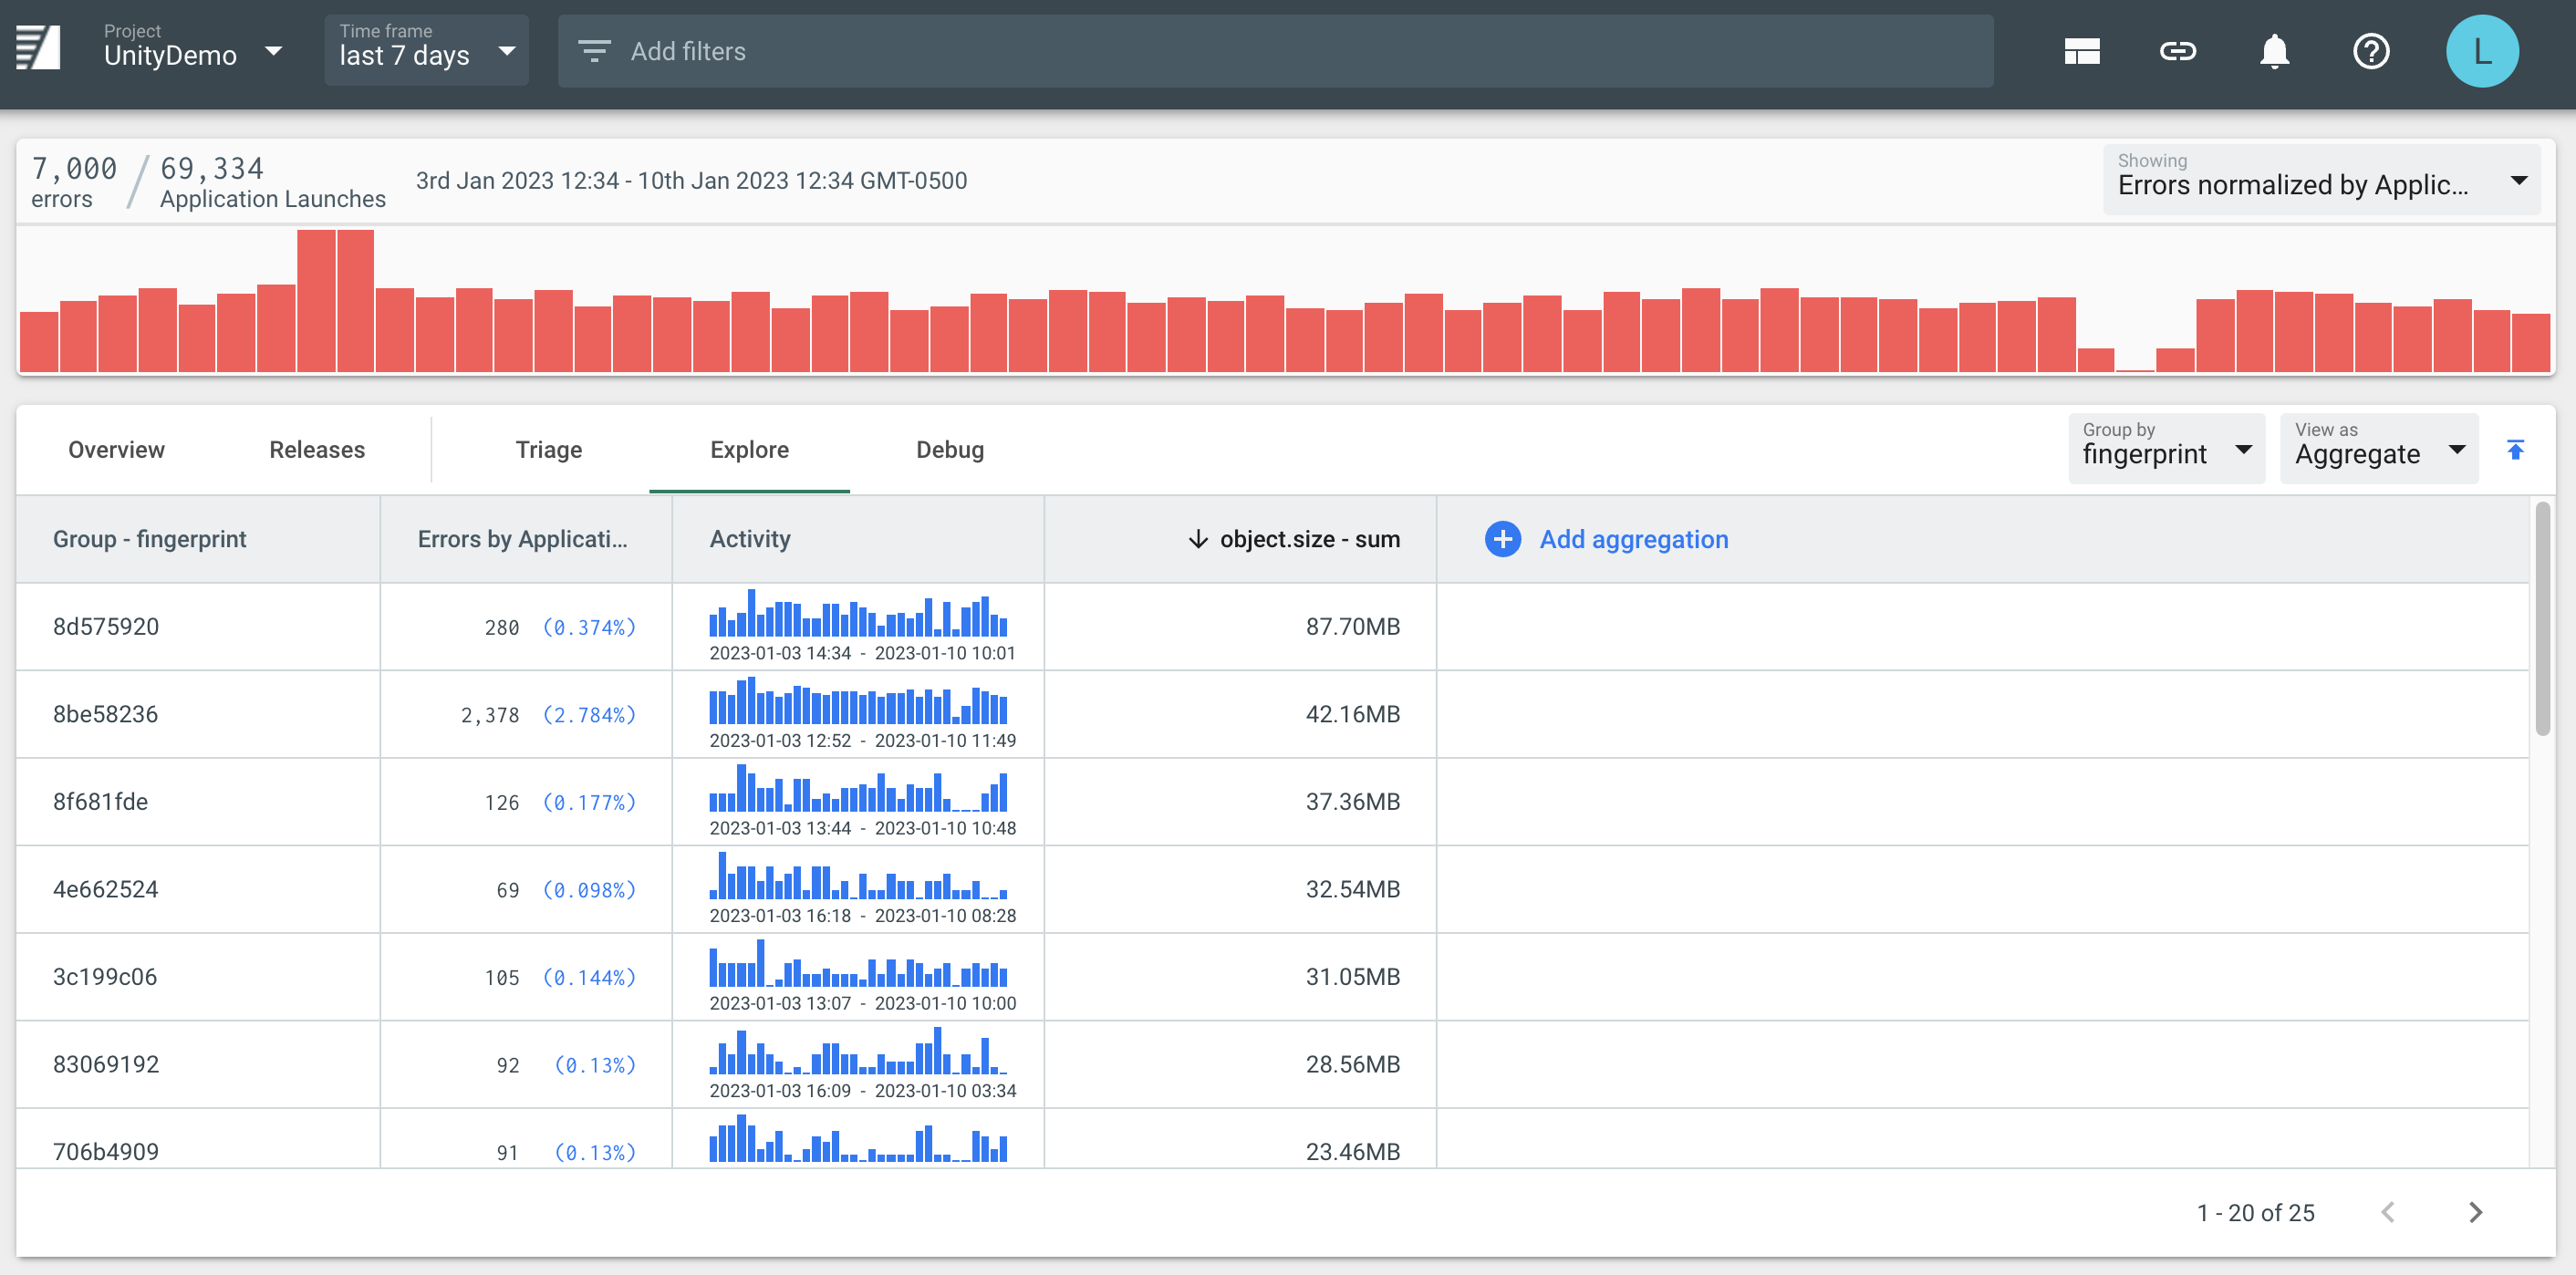 Project
UnityDemo
Time frame
last 7 days
Add filters
L
7,000
errors
69,334
Application Launches
3rd Jan 2023 12:34 - 10th Jan 2023 12:34 GMT-0500
Showing
Errors normalized by Applic...
Overview
Releases
Triage
Explore
Debug
Group by
fingerprint
View as
Aggregate
Group - fingerprint
Errors by Applicati...
Activity
object.size - sum
Add aggregation
8d575920
280 (0.374%)
2023-01-03 14:34 - 2023-01-10 10:01
87.70MB
8be58236
2,378 (2.784%)
2023-01-03 12:52 - 2023-01-10 11:49
42.16MB
8f681fde
126 (0.177%)
2023-01-03 13:44 - 2023-01-10 10:48
37.36MB
4e662524
69 (0.098%)
2023-01-03 16:18 - 2023-01-10 08:28
32.54MB
3c199c06
105 (0.144%)
2023-01-03 13:07 - 2023-01-10 10:00
31.05MB
83069192
92 (0.13%)
2023-01-03 16:09 - 2023-01-10 03:34
28.56MB
706b4909
91 (0.13%)
23.46MB
1 - 20 of 25